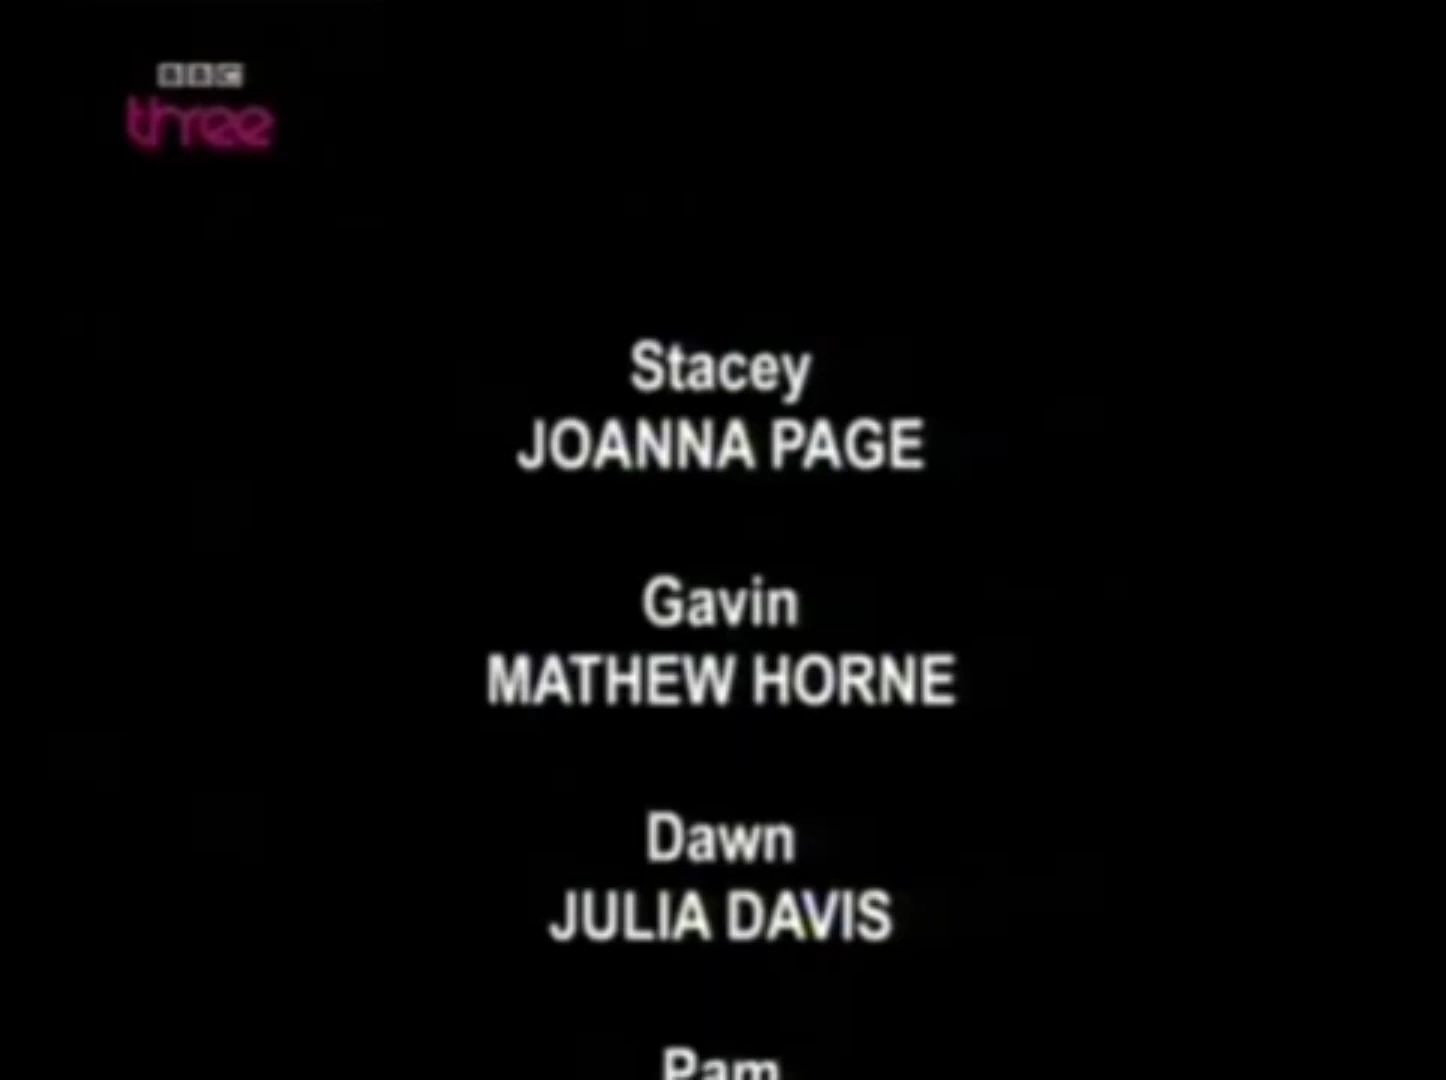 BBC
three
Stacey
JOANNA PAGE
Gavin
MATHEW HORNE
Dawn
JULIA DAVIS
Pam